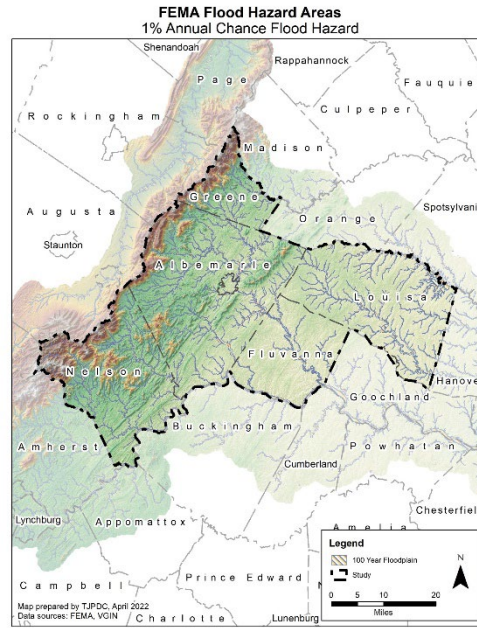 FEMA Flood Hazard Areas
1% Annual Chance Flood Hazard
Shenandoah
Rappahannock
Page
Fauquier
Rockingham
Culpeper
Madison
Greene
Augusta
Orange
Spotsylvani
Staunton
Albemarle
Louisa
Fluvanna
Nelson
Hanove
Goochland
Buckingham
Amherst
Powhatan
Cumberland
Lynchburg
Appomattox
Chesterfiel
Amelia
Campbell
Prince Edward
N
Charlotte
Lunenburg
Map prepared by TJPDC, April 2022
Data sources: FEMA, VGIN
Legend
100 Year Floodplain
Study
N
0 5 10 20
Miles